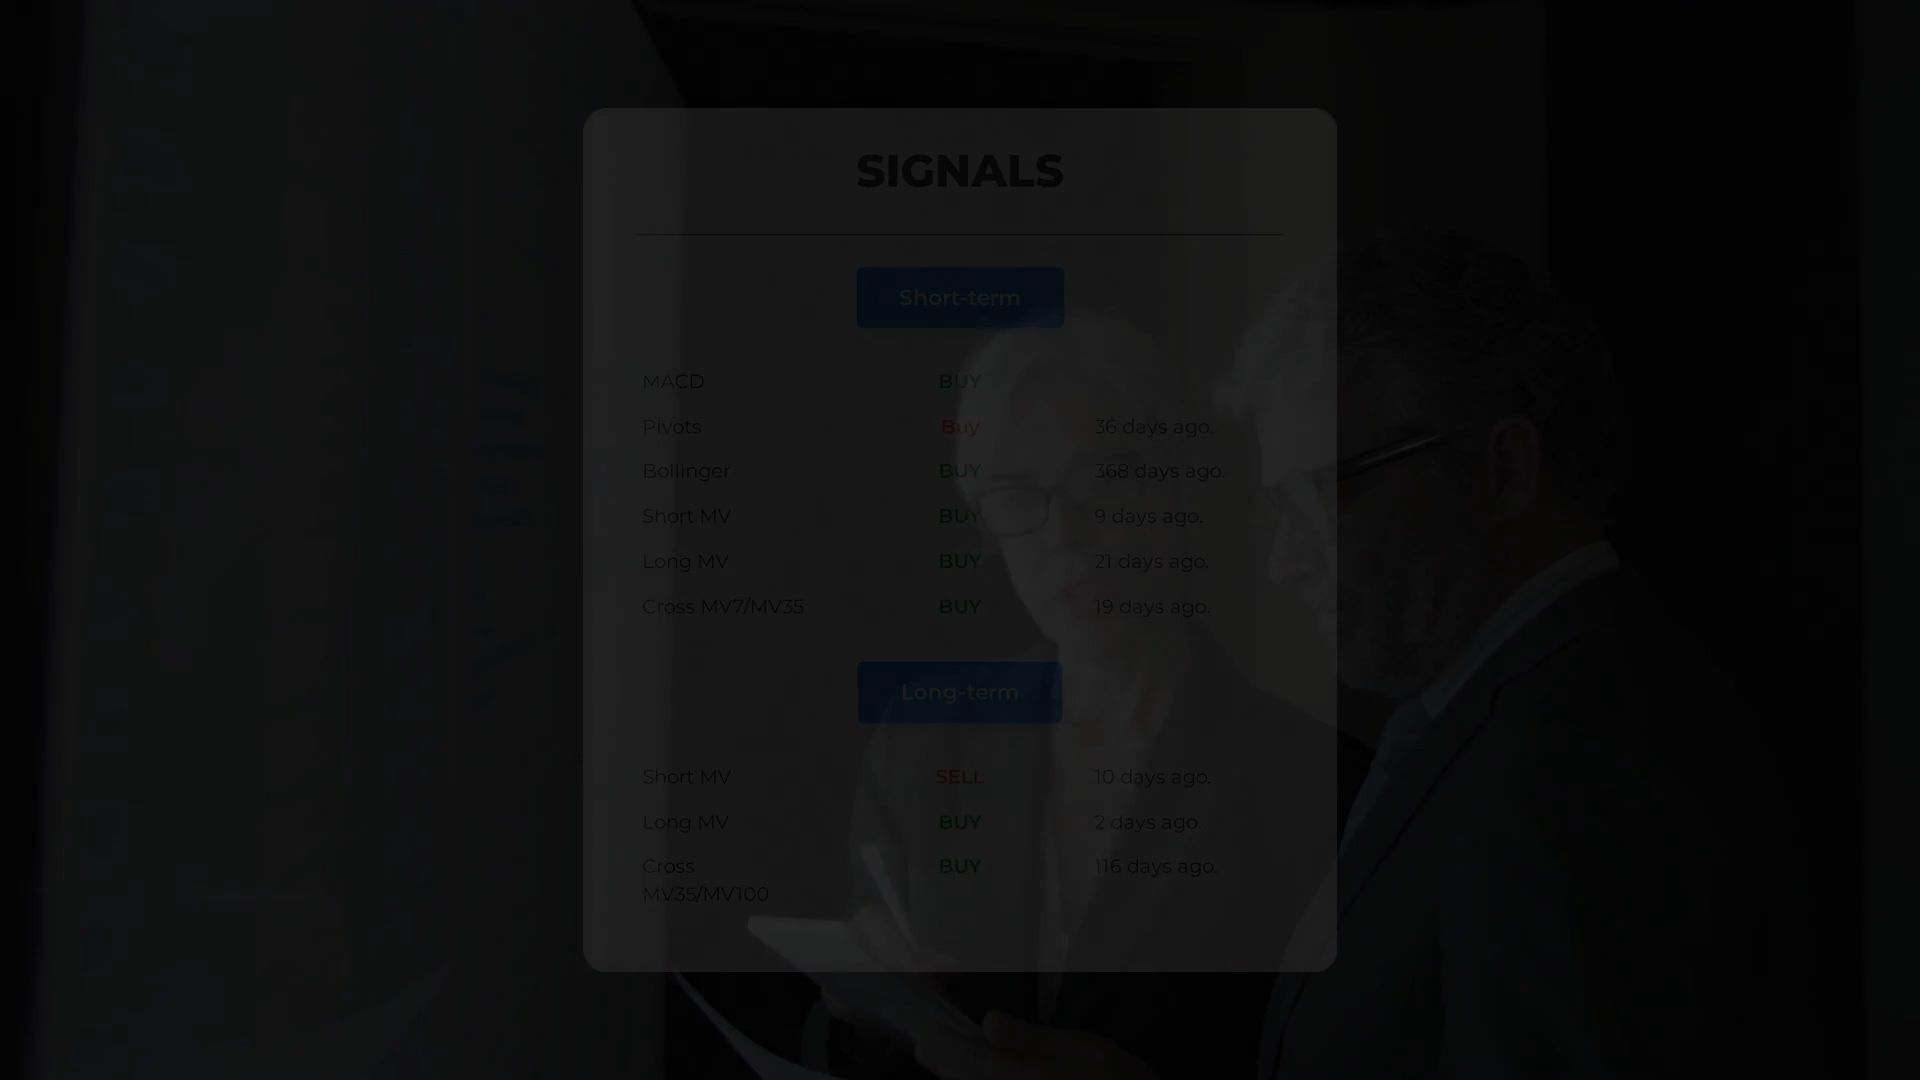 SIGNALS
Short-term
MACD BUY
Pivots Buy 36 days ago.
Bollinger BUY 368 days ago.
Short MV BUY 9 days ago.
Long MV BUY 21 days ago.
Cross MV7/MV35 BUY 19 days ago.
Long-term
Short MV SELL 10 days ago.
Long MV BUY 2 days ago.
Cross BUY 116 days ago.
MV35/MV100